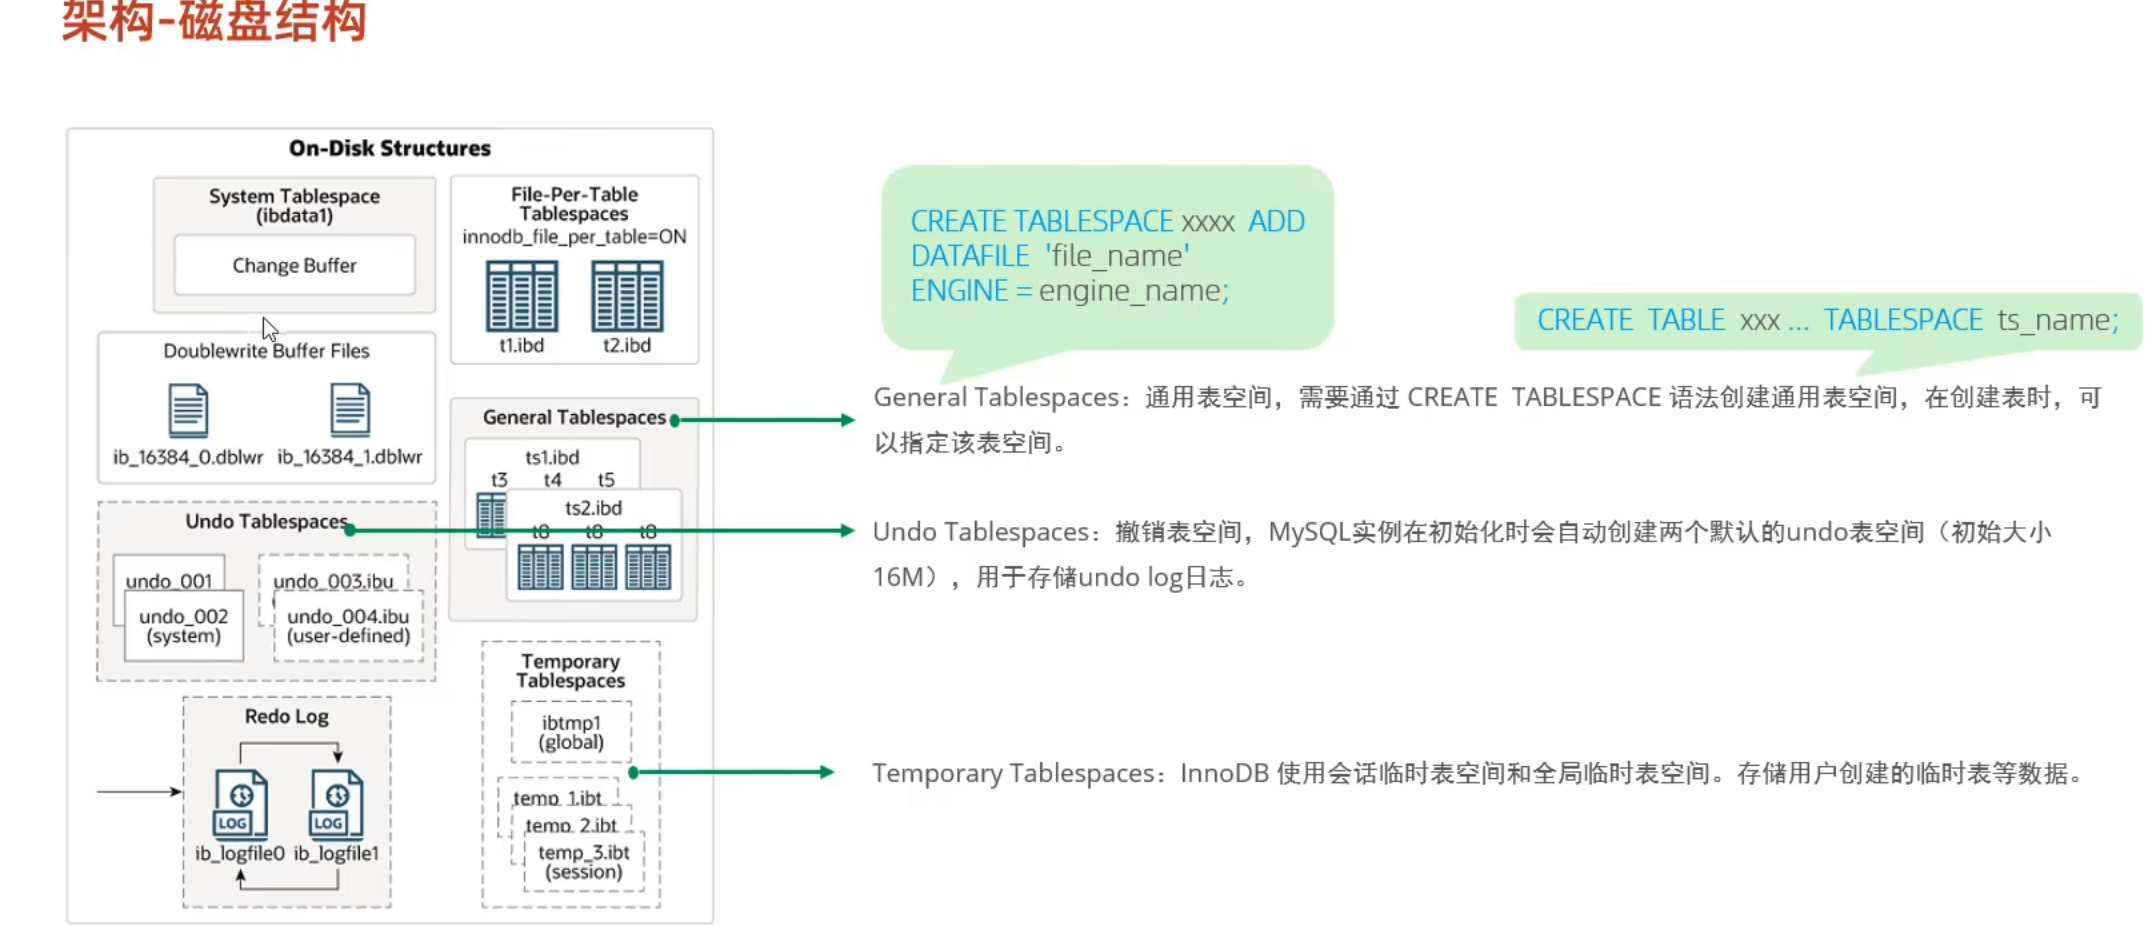 架构-磁盘结构
On-Disk Structures
System Tablespace
(ibdata1)
Change Buffer
File-Per-Table
Tablespaces
innodb_file_per_table=ON
t1.ibd
t2.ibd
Doublewrite Buffer Files
ib_16384_0.dblwr
ib_16384_1.dblwr
General Tablespaces
ts1.ibd
t3 t4 t5
ts2.ibd
t8 t8 t8
Undo Tablespaces
undo_001
undo_002
(system)
undo_003.ibu
undo_004.ibu
(user-defined)
Temporary
Tablespaces
ibtmp1
(global)
temp_1.ibt
temp_2.ibt
temp_3.ibt
(session)
Redo Log
LOG
LOG
ib_logfile0
ib_logfile1
CREATE TABLESPACE xxxx ADD
DATAFILE 'file_name'
ENGINE = engine_name;
CREATE TABLE xxx ... TABLESPACE ts_name;
General Tablespaces：通用表空间，需要通过 CREATE TABLESPACE 语法创建通用表空间，在创建表时，可
以指定该表空间。
Undo Tablespaces：撤销表空间，MySQL实例在初始化时会自动创建两个默认的undo表空间（初始大小
16M），用于存储undo log日志。
Temporary Tablespaces：InnoDB 使用会话临时表空间和全局临时表空间。存储用户创建的临时表等数据。